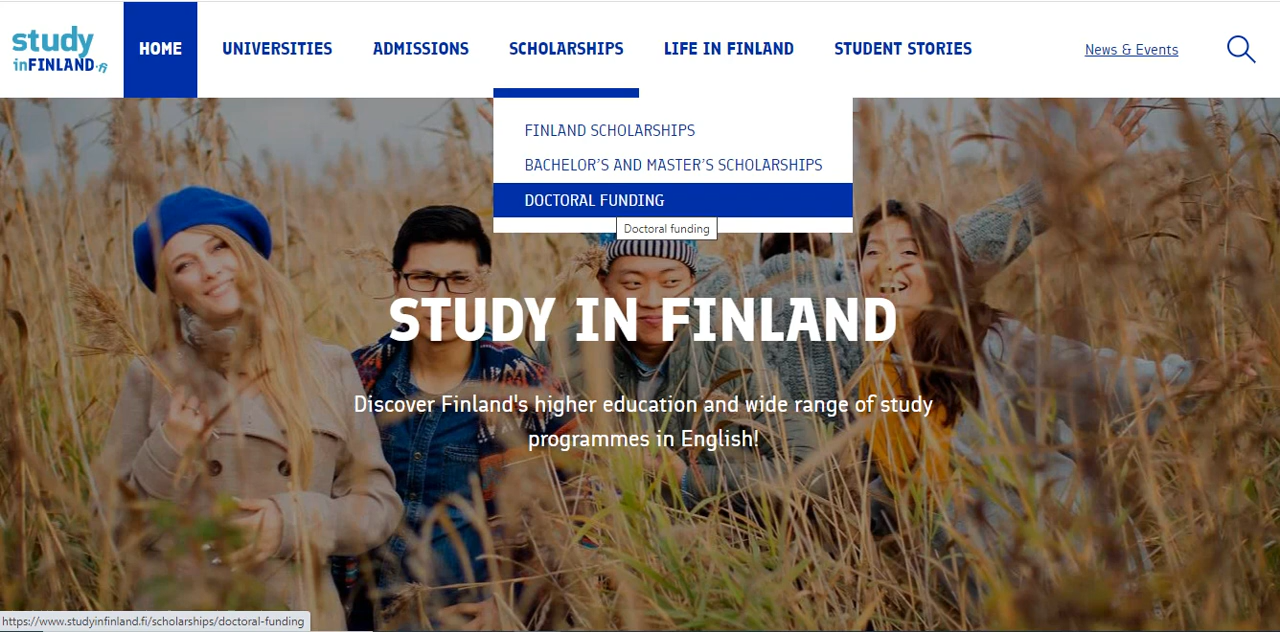 study
inFINLAND.fi
HOME
UNIVERSITIES
ADMISSIONS
SCHOLARSHIPS
LIFE IN FINLAND
STUDENT STORIES
News & Events
FINLAND SCHOLARSHIPS
BACHELOR'S AND MASTER'S SCHOLARSHIPS
DOCTORAL FUNDING
Doctoral funding
STUDY IN FINLAND
Discover Finland's higher education and wide range of study
programmes in English!
https://www.studyinfinland.fi/scholarships/doctoral-funding